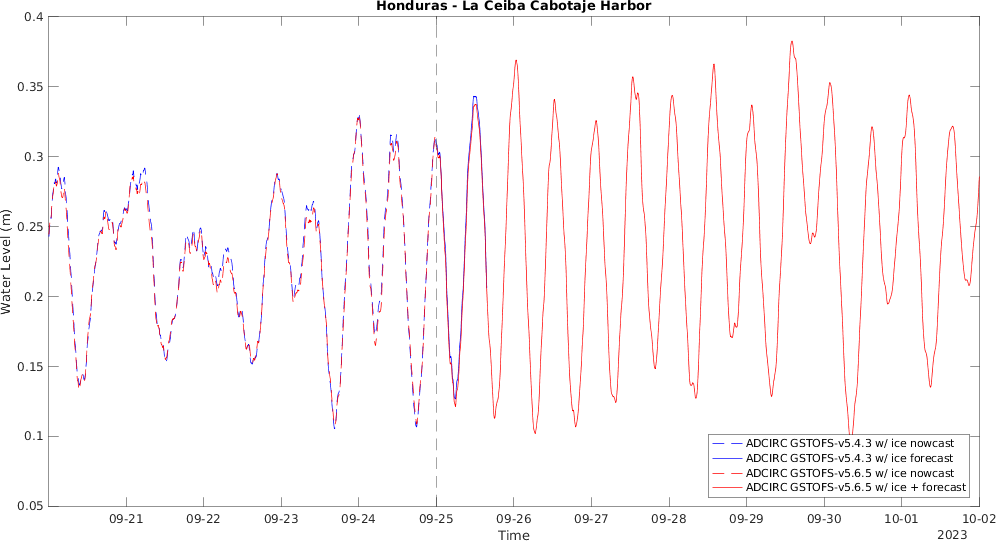 Honduras - La Ceiba Cabotaje Harbor
0.4
0.35
0.3
0.25
0.2
0.15
0.1
0.05
Water Level (m)
09-21 09-22 09-23 09-24 09-25 09-26 09-27 09-28 09-29 09-30 10-01 10-02
Time
2023
ADCIRC GSTOFS-v5.4.3 w/ ice nowcast
ADCIRC GSTOFS-v5.4.3 w/ ice forecast
ADCIRC GSTOFS-v5.6.5 w/ ice nowcast
ADCIRC GSTOFS-v5.6.5 w/ ice + forecast